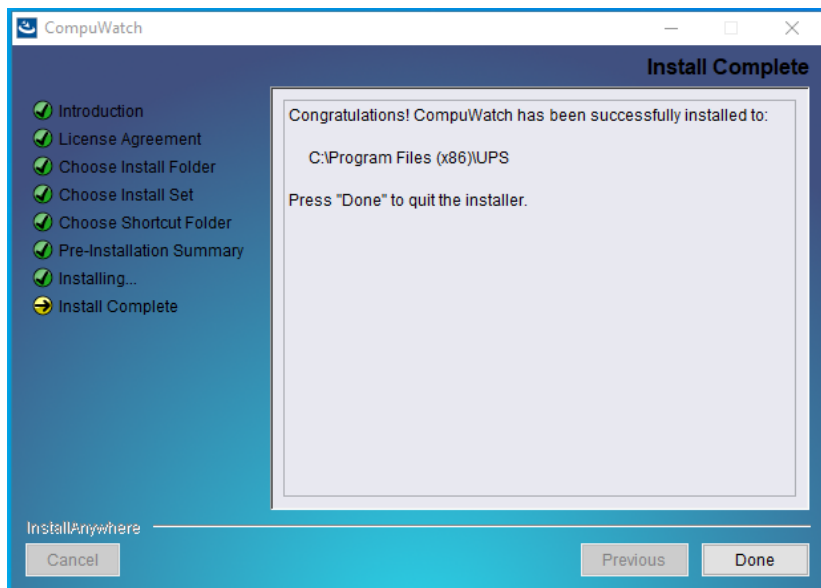 CompuWatch
Install Complete
Introduction
License Agreement
Choose Install Folder
Choose Install Set
Choose Shortcut Folder
Pre-Installation Summary
Installing...
Install Complete
Congratulations! CompuWatch has been successfully installed to:
C:\Program Files (x86)\UPS
Press "Done" to quit the installer.
InstallAnywhere
Cancel
Previous
Done